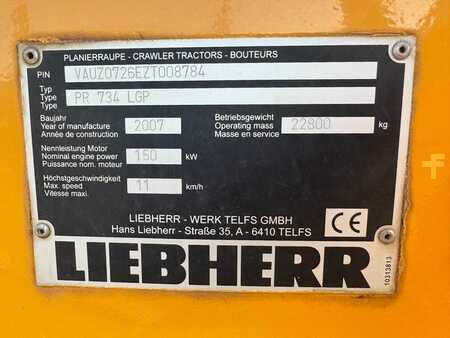 PLANIERRAUPE - CRAWLER TRACTORS - BOUTEURS
PIN VAUZ0726EZT008784
Typ
Type PR 734 LGP
Type
Baujahr
Year of manufacture 2007
Année de construction
Betriebsgewicht
Operating mass 22800 kg
Masse en service
Nennleistung Motor
Nominal engine power 150 kW
Puissance nom. moteur
Höchstgeschwindigkeit
Max. speed 11 km/h
Vitesse maxi.
LIEBHERR - WERK TELFS GMBH
Hans Liebherr - Straße 35, A - 6410 TELFS
CE
LIEBHERR
10313813